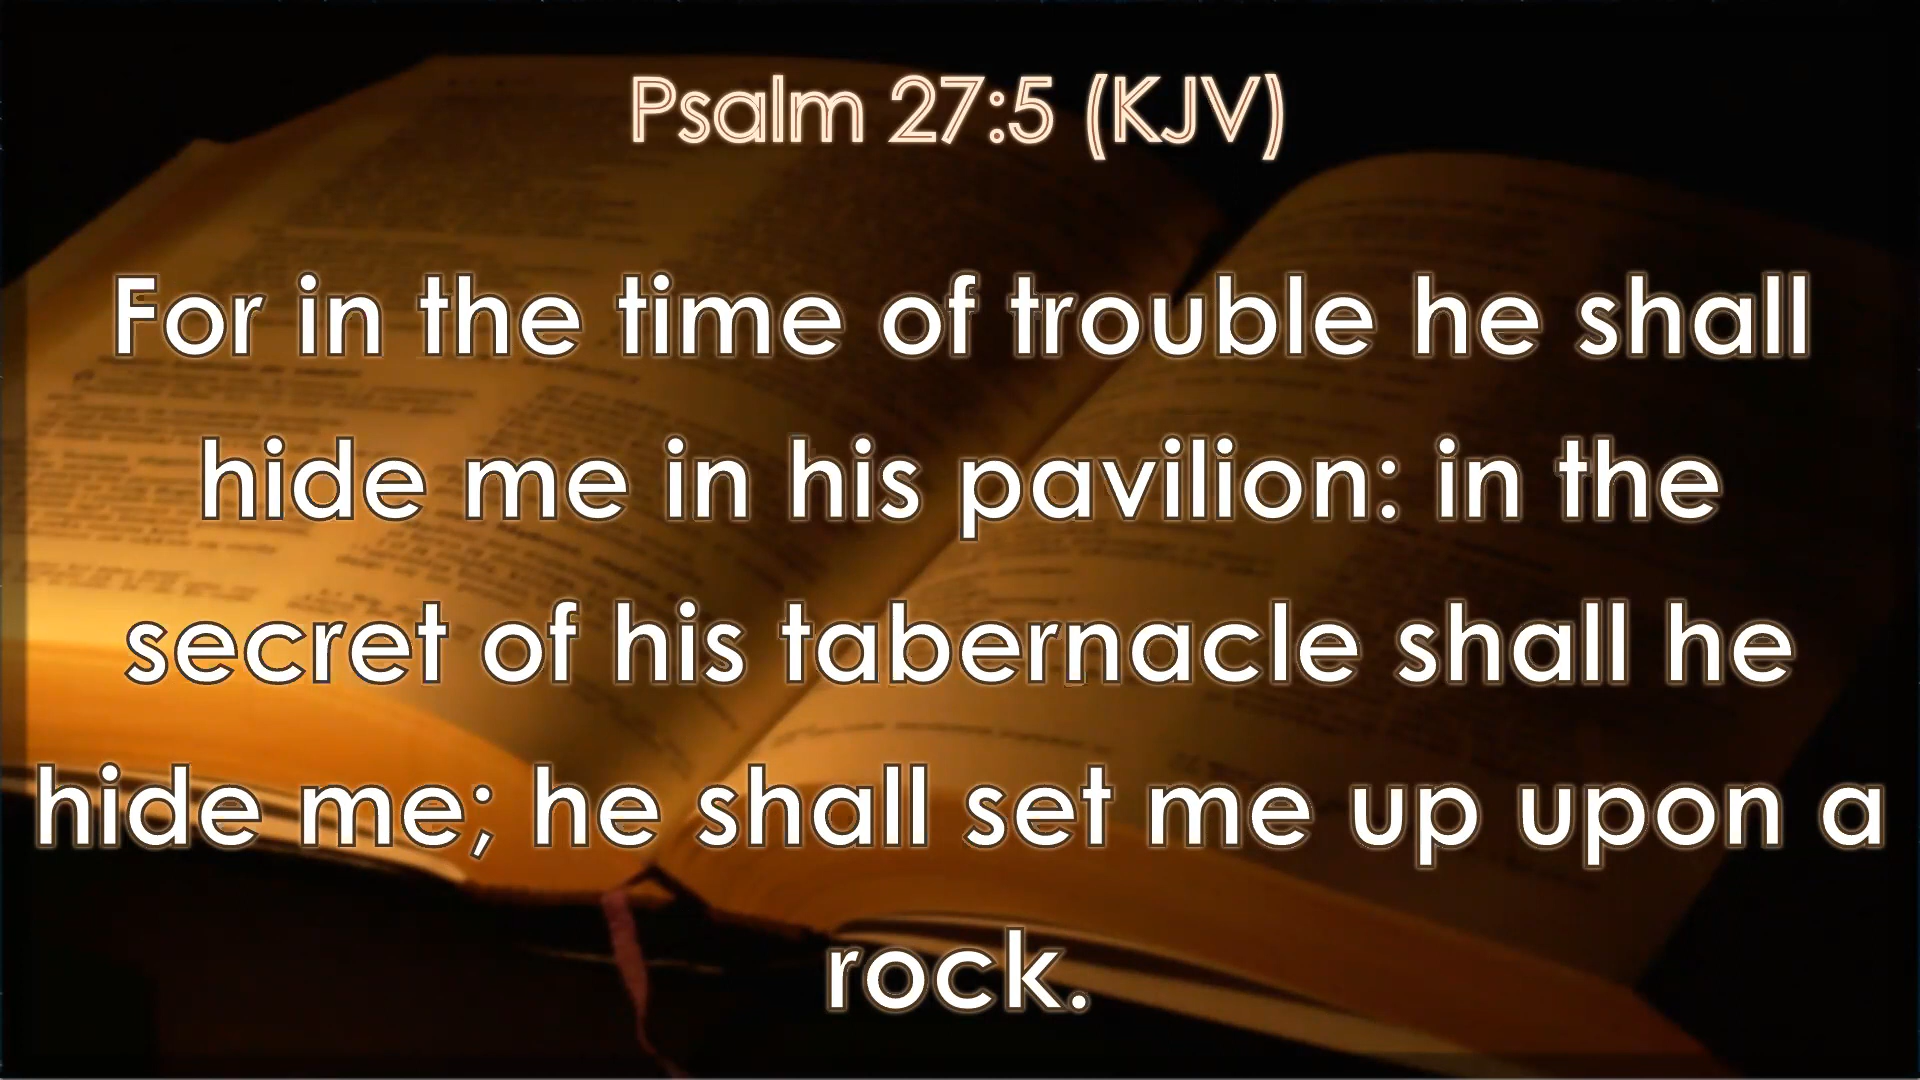 Psalm 27:5 (KJV)
For in the time of trouble he shall
hide me in his pavilion: in the
secret of his tabernacle shall he
hide me; he shall set me up upon a
rock.